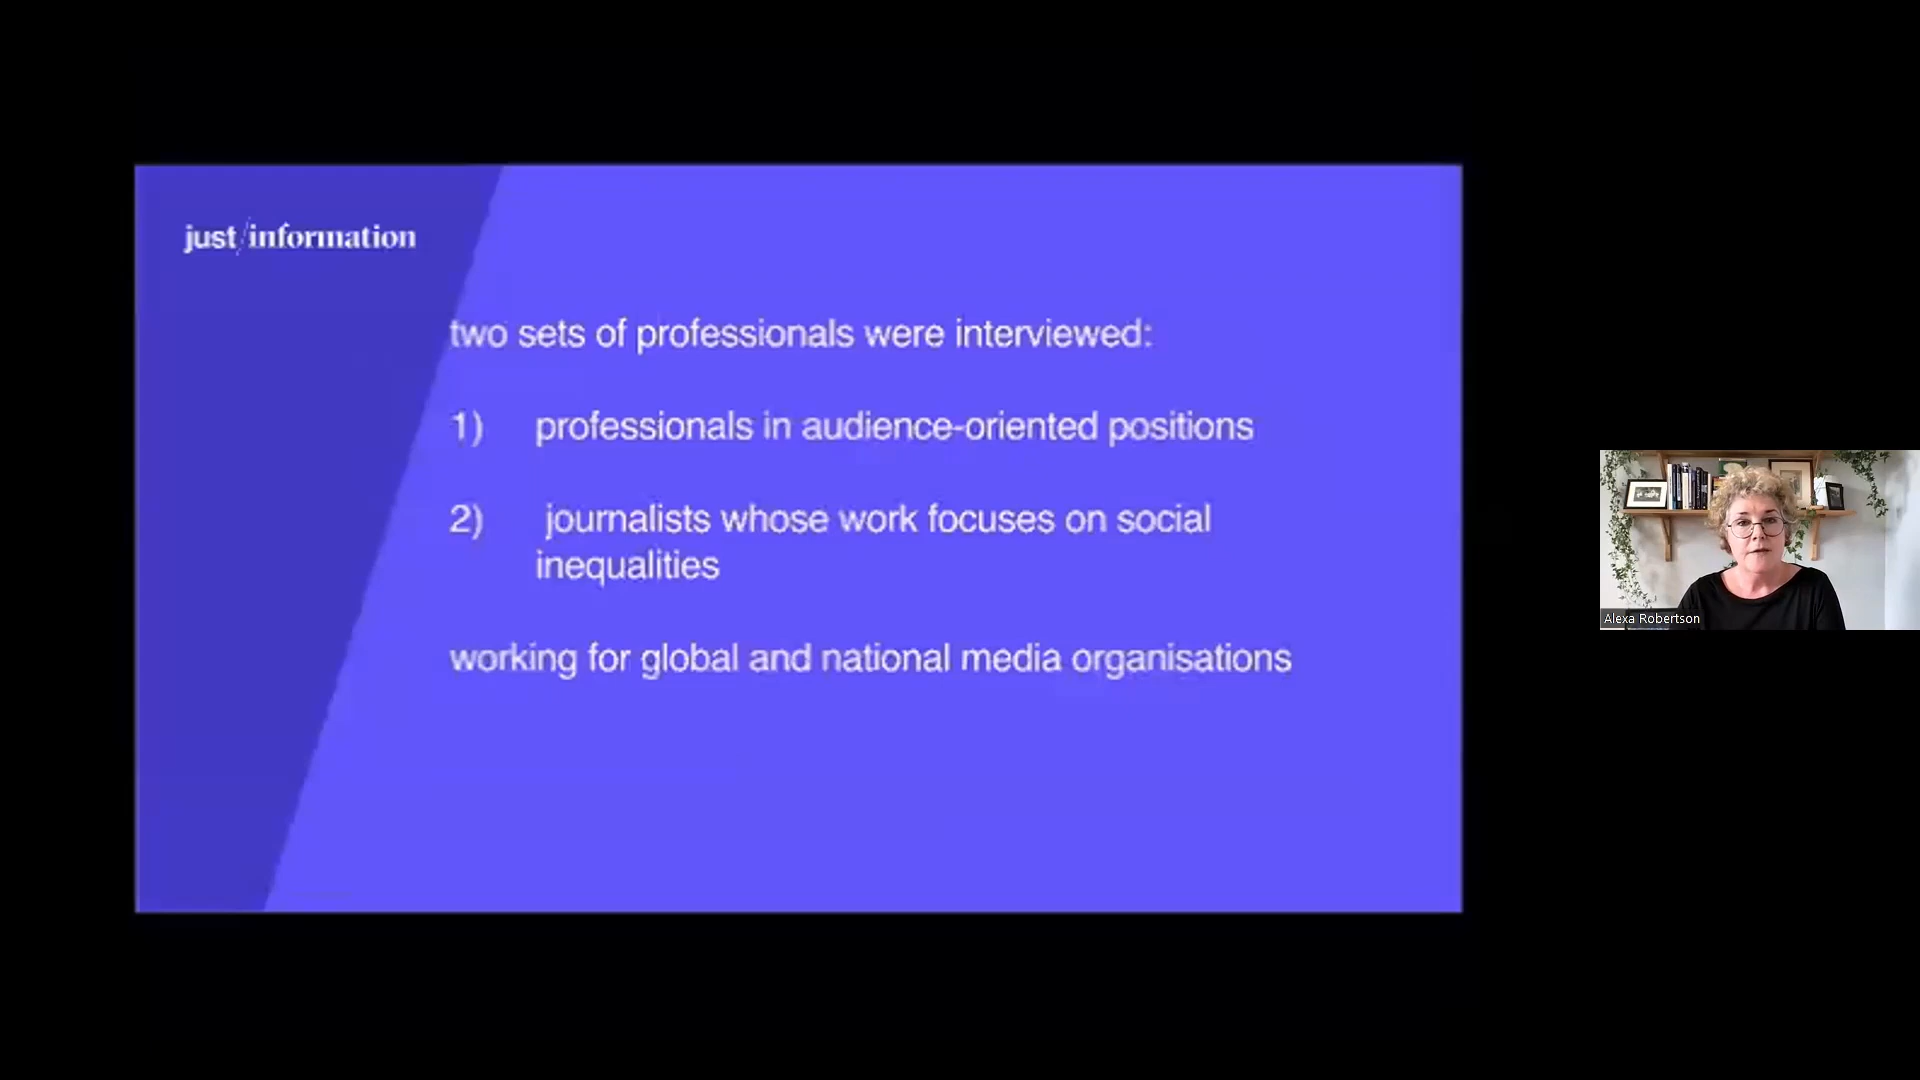 just/information
two sets of professionals were interviewed:
1) professionals in audience-oriented positions
2) journalists whose work focuses on social
inequalities
working for global and national media organisations
Alexa Robertson